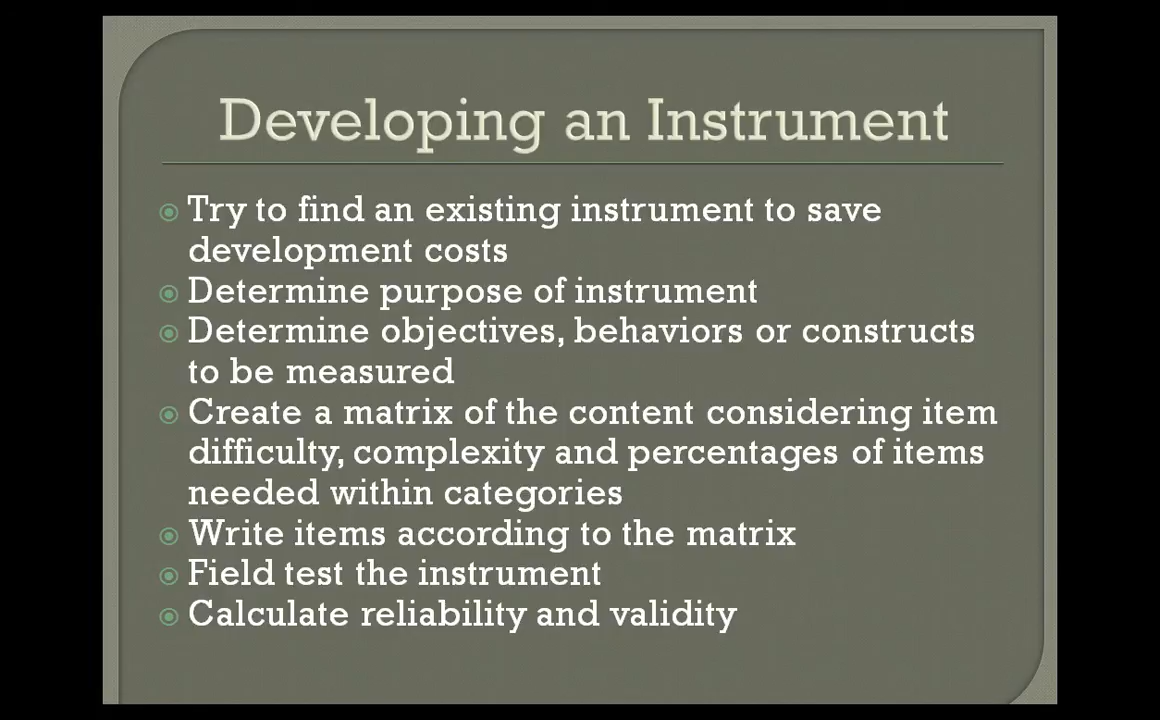 Developing an Instrument
Try to find an existing instrument to save
development costs
Determine purpose of instrument
Determine objectives, behaviors or constructs
to be measured
Create a matrix of the content considering item
difficulty, complexity and percentages of items
needed within categories
Write items according to the matrix
Field test the instrument
Calculate reliability and validity